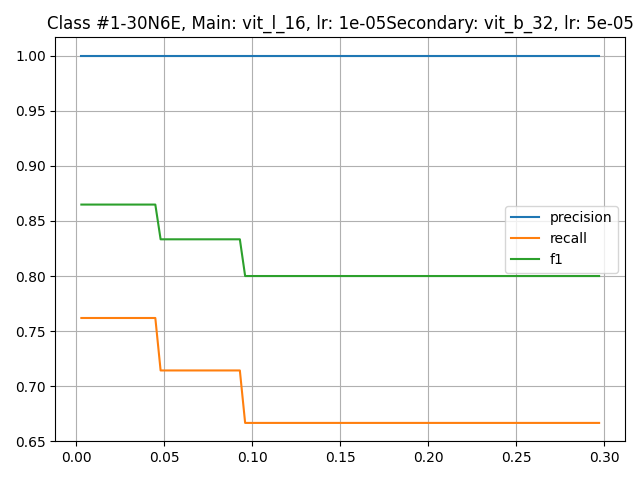 Class #1-30N6E, Main: vit_l_16, lr: 1e-05Secondary: vit_b_32, lr: 5e-05
1.00
0.95
0.90
0.85
0.80
0.75
0.70
0.65
precision
recall
f1
0.00 0.05 0.10 0.15 0.20 0.25 0.30